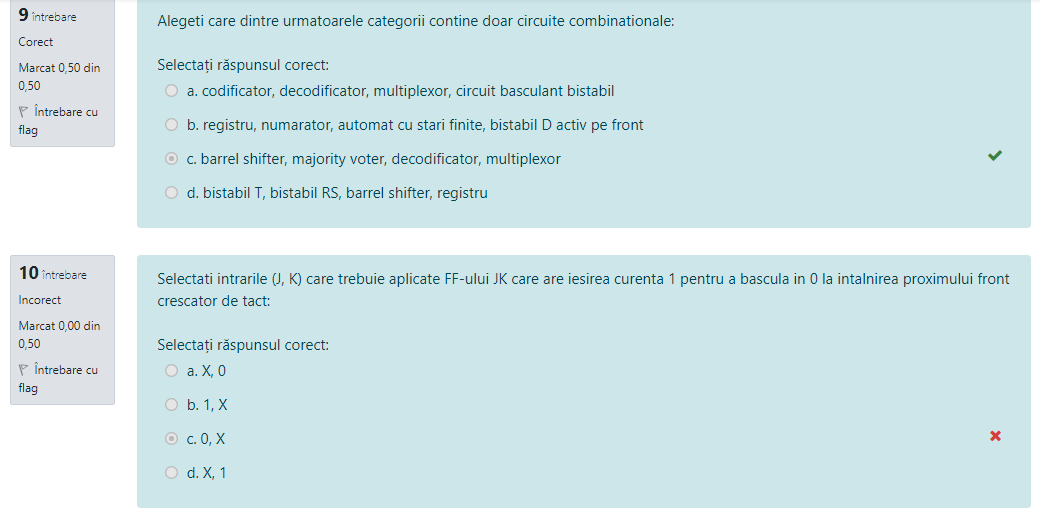 9 întrebare
Corect
Marcat 0,50 din
0,50
Întrebare cu
flag
Alegeti care dintre urmatoarele categorii contine doar circuite combinationale:
Selectați răspunsul corect:
a. codificator, decodificator, multiplexor, circuit basculant bistabil
b. registru, numarator, automat cu stari finite, bistabil D activ pe front
c. barrel shifter, majority voter, decodificator, multiplexor
d. bistabil T, bistabil RS, barrel shifter, registru
10 întrebare
Incorect
Marcat 0,00 din
0,50
Întrebare cu
flag
Selectati intrarile (J, K) care trebuie aplicate FF-ului JK care are iesirea curenta 1 pentru a bascula in 0 la intalnirea proximului front
crescator de tact:
Selectați răspunsul corect:
a. X, 0
b. 1, X
c. 0, X
d. X, 1